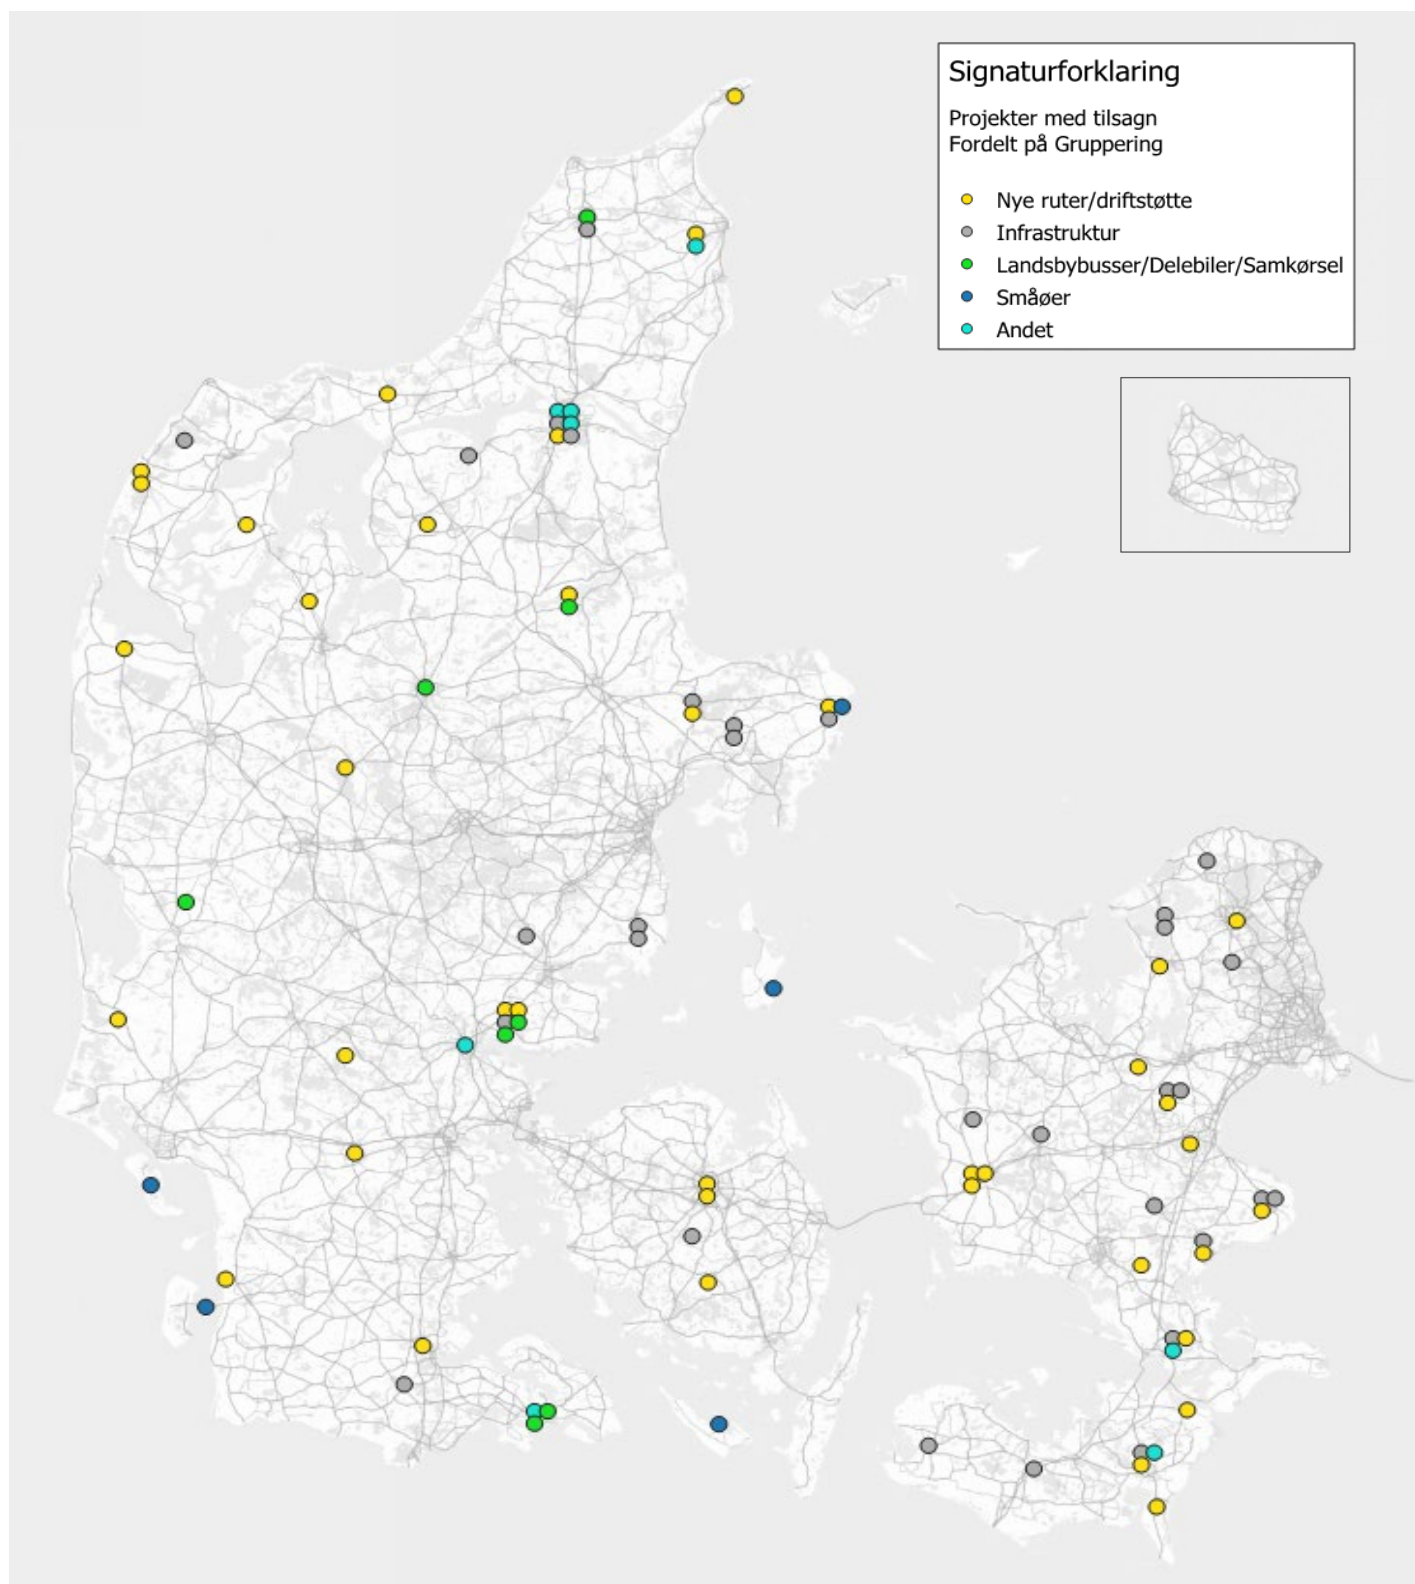 Signaturforklaring
Projekter med tilsagn
Fordelt på Gruppering
Nye ruter/driftstøtte
Infrastruktur
Landsbybusser/Delebiler/Samkørsel
Småøer
Andet